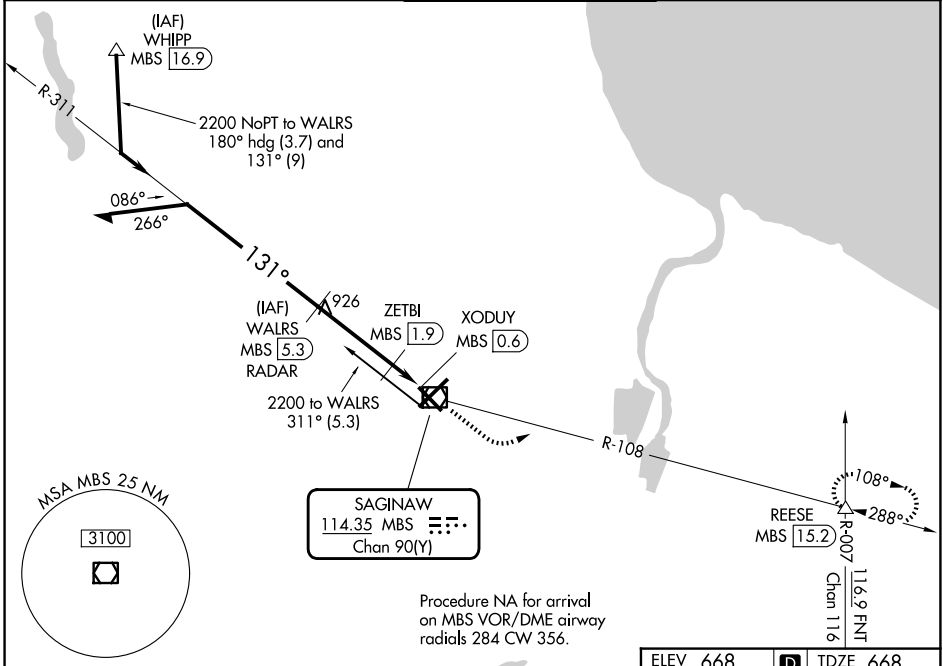 (IAF)
WHIPP
MBS 16.9
R-311
2200 NoPT to WALRS
180° hdg (3.7) and
131° (9)
086°
266°
131°
926
(IAF)
WALRS
MBS 5.3
RADAR
ZETBI
MBS 1.9
XODUY
MBS 0.6
2200 to WALRS
311° (5.3)
R-108
MSA MBS 25 NM
3100
SAGINAW
114.35 MBS
Chan 90(Y)
108°
288°
REESE
MBS 15.2
R-007
116.9 FNT
Chan 116
Procedure NA for arrival
on MBS VOR/DME airway
radials 284 CW 356.
ELEV 668 D TDZE 668